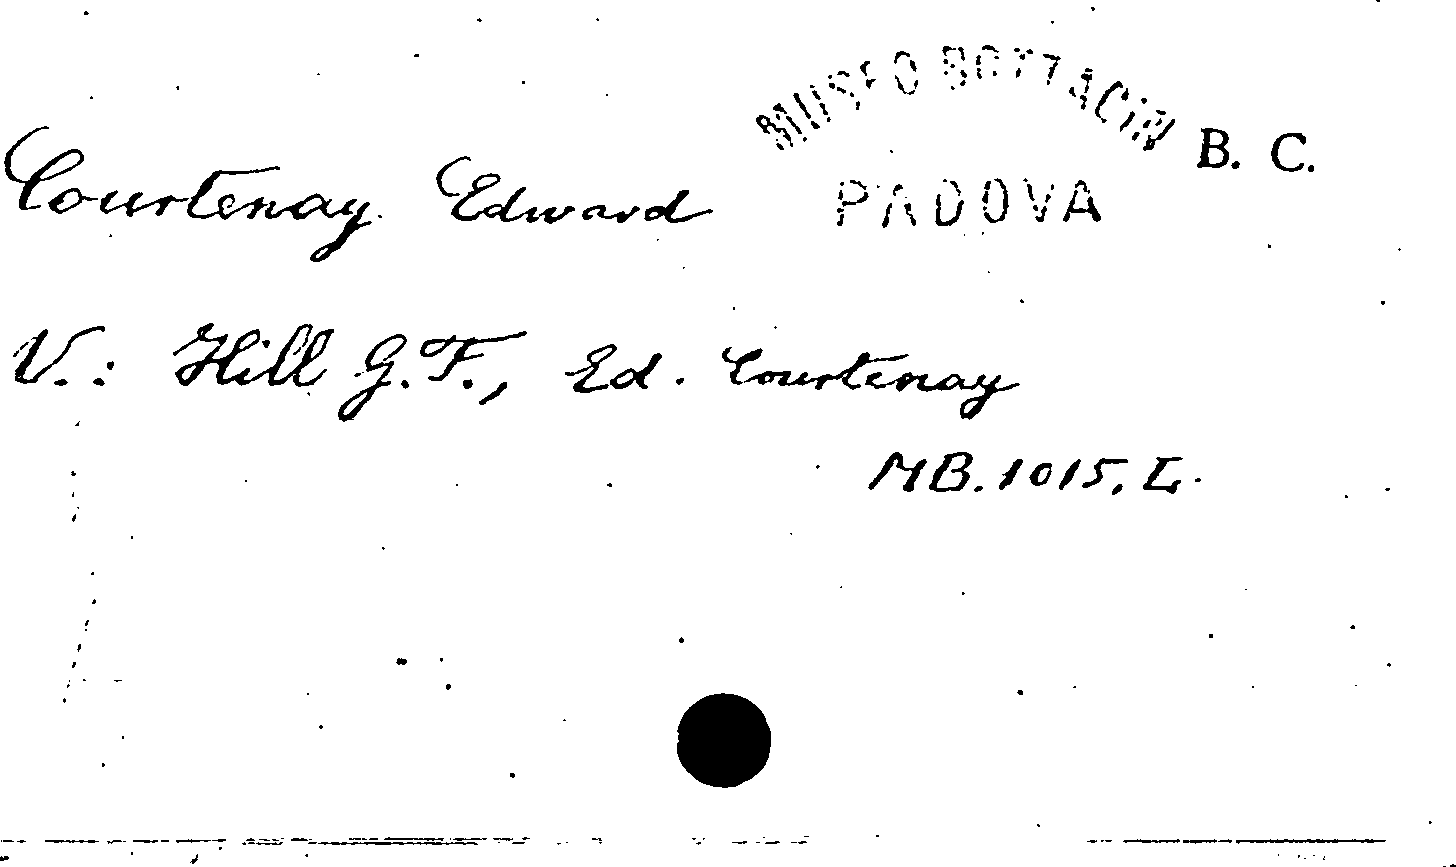 MUSEO BOTTACIN
B. C.
PADOVA
Courtenay Edward
V.: Hill G.F., Ed. Courtenay
MB. 1015. L.